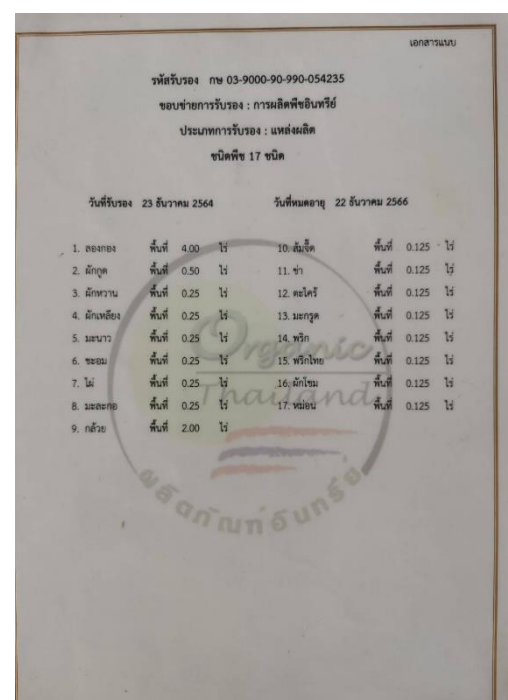 เอกสารแนบ
รหัสรับรอง กษ 03-9000-90-990-054235
ขอบข่ายการรับรอง : การผลิตพืชอินทรีย์
ประเภทการรับรอง : แหล่งผลิต
ชนิดพืช 17 ชนิด
วันที่รับรอง 23 ธันวาคม 2564 วันที่หมดอายุ 22 ธันวาคม 2566
1. ลองกอง พื้นที่ 4.00 ไร่ 10. ส้มจี๊ด พื้นที่ 0.125 ไร่
2. ผักกูด พื้นที่ 0.50 ไร่ 11. ข่า พื้นที่ 0.125 ไร่
3. ผักหวาน พื้นที่ 0.25 ไร่ 12. ตะไคร้ พื้นที่ 0.125 ไร่
4. ผักเหลียง พื้นที่ 0.25 ไร่ 13. มะกรูด พื้นที่ 0.125 ไร่
5. มะนาว พื้นที่ 0.25 ไร่ 14. พริก พื้นที่ 0.125 ไร่
6. ชะอม พื้นที่ 0.25 ไร่ 15. พริกไทย พื้นที่ 0.125 ไร่
7. ไผ่ พื้นที่ 0.25 ไร่ 16. ผักโขม พื้นที่ 0.125 ไร่
8. มะละกอ พื้นที่ 0.25 ไร่ 17. หม่อน พื้นที่ 0.125 ไร่
9. กล้วย พื้นที่ 2.00 ไร่
Organic
Thailand
ผลิตภัณฑ์อินทรีย์